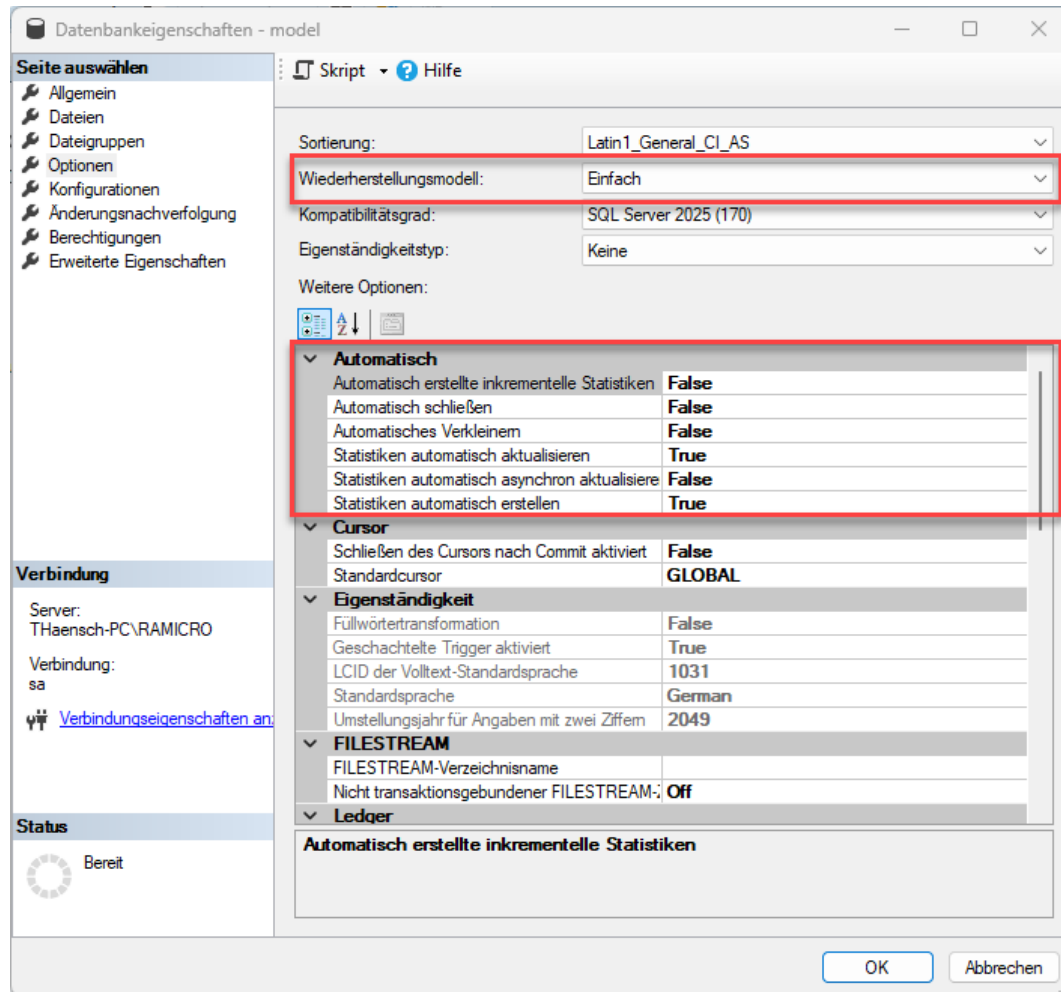 Datenbankeigenschaften - model
Seite auswählen
Allgemein
Dateien
Dateigruppen
Optionen
Konfigurationen
Änderungsnachverfolgung
Berechtigungen
Erweiterte Eigenschaften
Verbindung
Server:
THaensch-PC\RAMICRO
Verbindung:
sa
Verbindungseigenschaften an
Status
Bereit
Skript Hilfe
Sortierung: Latin1_General_CI_AS
Wiederherstellungsmodell: Einfach
Kompatibilitätsgrad: SQL Server 2025 (170)
Eigenständigkeitstyp: Keine
Weitere Optionen:
Automatisch
Automatisch erstellte inkrementelle Statistiken False
Automatisch schließen False
Automatisches Verkleinern False
Statistiken automatisch aktualisieren True
Statistiken automatisch asynchron aktualisiere False
Statistiken automatisch erstellen True
Cursor
Schließen des Cursors nach Commit aktiviert False
Standardcursor GLOBAL
Eigenständigkeit
Füllwörtertransformation False
Geschachtelte Trigger aktiviert True
LCID der Volltext-Standardsprache 1031
Standardsprache German
Umstellungsjahr für Angaben mit zwei Ziffern 2049
FILESTREAM
FILESTREAM-Verzeichnisname
Nicht transaktionsgebundener FILESTREAM- Off
Ledger
Automatisch erstellte inkrementelle Statistiken
OK Abbrechen